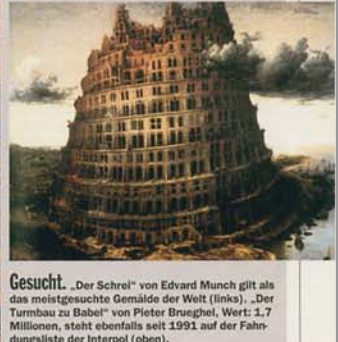 Gesucht. „Der Schrei“ von Edvard Munch gilt als
das meistgesuchte Gemälde der Welt (links). „Der
Turmbau zu Babel“ von Pieter Brueghel, Wert: 1,7
Millionen, steht ebenfalls seit 1991 auf der Fahn-
dungsliste der Interpol (oben).